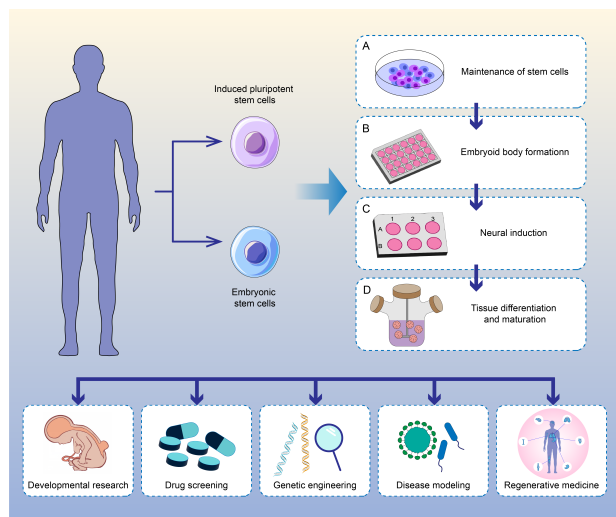 Induced pluripotent
stem cells
Embryonic
stem cells
A
Maintenance of stem cells
B
Embryoid body formationn
C
1 2 3
A
B
Neural induction
D
Tissue differentiation
and maturation
Developmental research
Drug screening
Genetic engineering
Disease modeling
Regenerative medicine